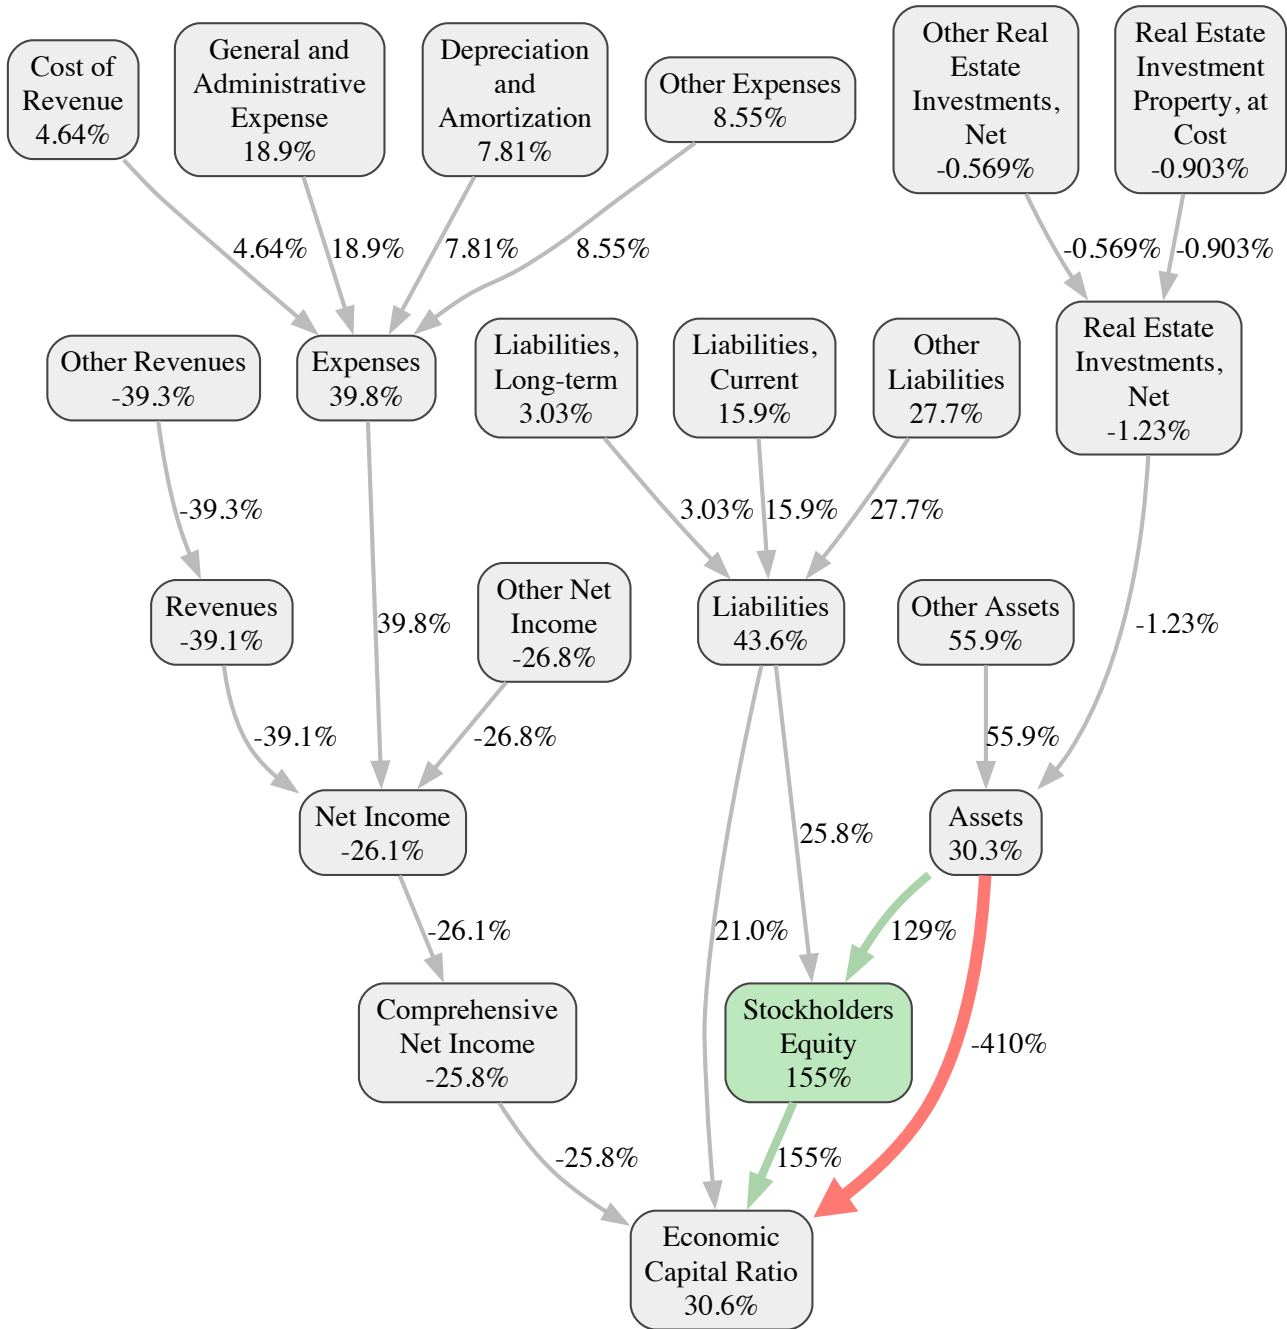 Cost of
Revenue
4.64%
General and
Administrative
Expense
18.9%
Depreciation
and
Amortization
7.81%
Other Expenses
8.55%
Other Real
Estate
Investments,
Net
-0.569%
Real Estate
Investment
Property, at
Cost
-0.903%
4.64%
18.9%
7.81%
8.55%
-0.569%
-0.903%
Other Revenues
-39.3%
Expenses
39.8%
Liabilities,
Long-term
3.03%
Liabilities,
Current
15.9%
Other
Liabilities
27.7%
Real Estate
Investments,
Net
-1.23%
-39.3%
3.03%
15.9%
27.7%
Revenues
-39.1%
39.8%
Other Net
Income
-26.8%
Liabilities
43.6%
Other Assets
55.9%
-1.23%
-39.1%
-26.8%
55.9%
Net Income
-26.1%
25.8%
Assets
30.3%
-26.1%
21.0%
129%
Comprehensive
Net Income
-25.8%
Stockholders
Equity
155%
-410%
-25.8%
155%
Economic
Capital Ratio
30.6%